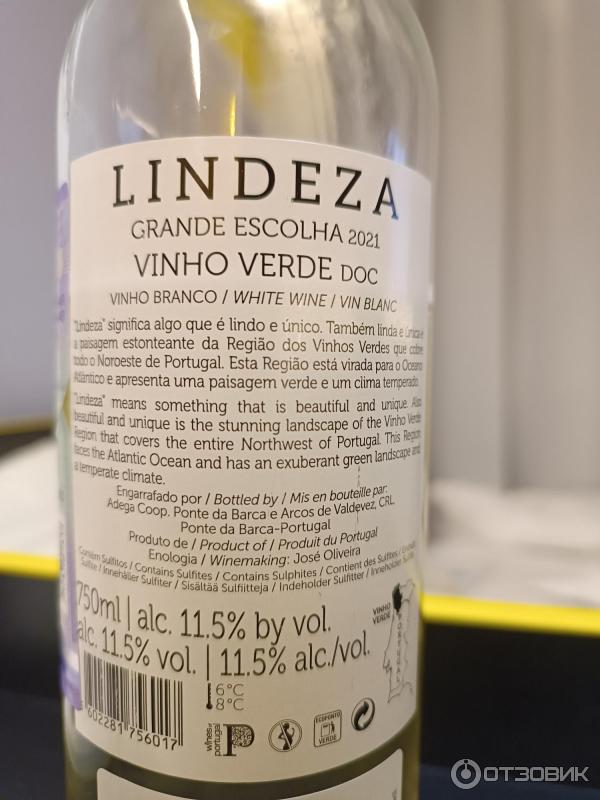 LINDEZA
GRANDE ESCOLHA 2021
VINHO VERDE DOC
VINHO BRANCO / WHITE WINE / VIN BLANC
"Lindeza" significa algo que é lindo e único. Também linda e única é
a paisagem estonteante da Região dos Vinhos Verdes que cobre
todo o Noroeste de Portugal. Esta Região está virada para o Oceano
Atlântico e apresenta uma paisagem verde e um clima temperado.
"Lindeza" means something that is beautiful and unique. Also
beautiful and unique is the stunning landscape of the Vinho Verde
Region that covers the entire Northwest of Portugal. This Region
faces the Atlantic Ocean and has an exuberant green landscape and
a temperate climate.
Engarrafado por / Bottled by / Mis en bouteille par:
Adega Coop. Ponte da Barca e Arcos de Valdevez, CRL
Ponte da Barca-Portugal
Produto de / Product of / Produit du Portugal
Enologia / Winemaking: José Oliveira
Contém Sulfitos / Contains Sulfites / Contains Sulphites / Contient des Sulfites /
Sulfite / Innehåller Sulfiter / Sisältää Sulfiitteja / Indeholder Sulfitter / Inneholder
750ml | alc. 11.5% by vol.
alc. 11.5% vol. | 11.5% alc./vol.
VINHO
VERDE
6°C
8°C
5602281 756017
wines of
portugal
ECOPONTO
VERDE
ОТЗОВИК